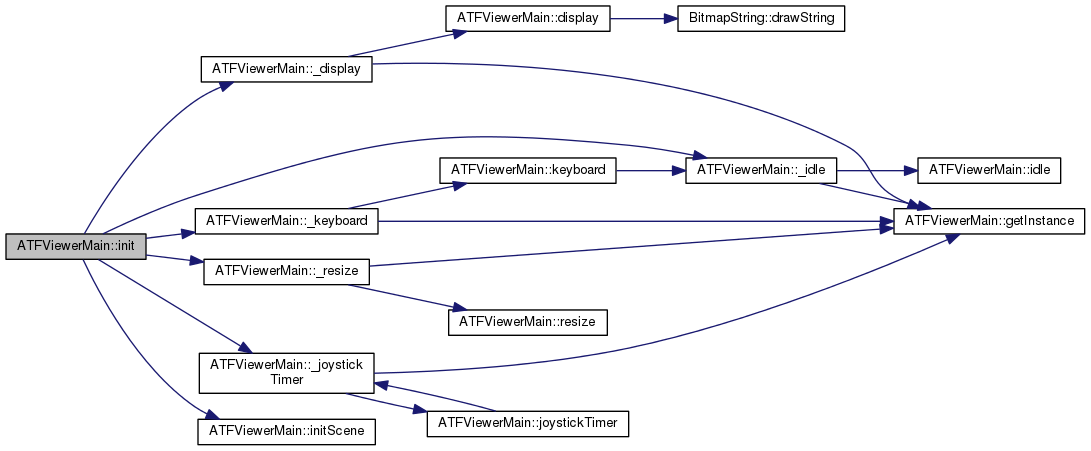 ATFViewerMain::display
BitmapString::drawString
ATFViewerMain::_display
ATFViewerMain::keyboard
ATFViewerMain::_idle
ATFViewerMain::idle
ATFViewerMain::_keyboard
ATFViewerMain::getInstance
ATFViewerMain::init
ATFViewerMain::_resize
ATFViewerMain::resize
ATFViewerMain::_joystick
Timer
ATFViewerMain::joystickTimer
ATFViewerMain::initScene